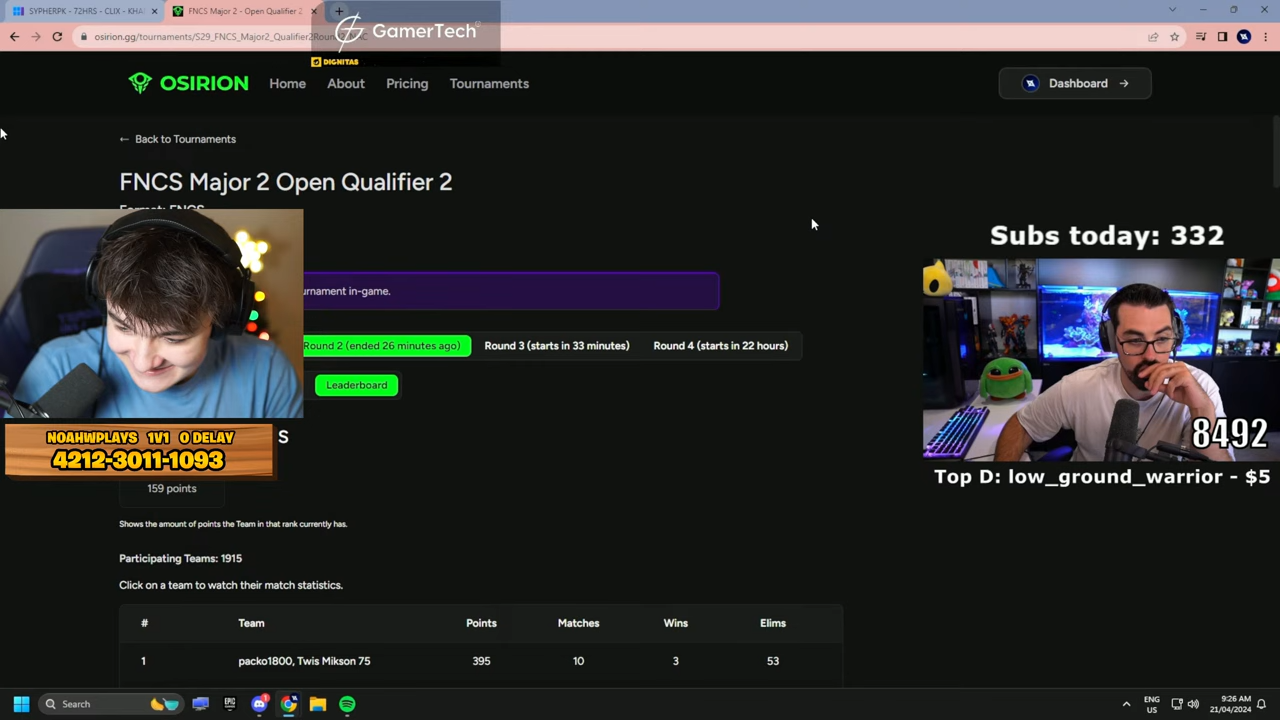 SYPHERPK - 72HRS - CLIX - KHA
FNCS Major 2 - Open Qualifier 2
osirion.gg/tournaments/S29_FNCS_Major2_Qualifier2Round
GamerTech
DIGNITAS
OSIRION
Home
About
Pricing
Tournaments
Dashboard →
← Back to Tournaments
FNCS Major 2 Open Qualifier 2
Format: FNCS
Subs today: 332
urnament in-game.
Round 2 (ended 26 minutes ago)
Round 3 (starts in 33 minutes)
Round 4 (starts in 22 hours)
Leaderboard
NOAHWPLAYS 1V1 0 DELAY
4212-3011-1093
S
8492
Top D: low_ground_warrior - $5
159 points
Shows the amount of points the Team in that rank currently has.
Participating Teams: 1915
Click on a team to watch their match statistics.
# Team Points Matches Wins Elims
1 packo1800, Twis Mikson 75 395 10 3 53
Search
EPIC
ENG
US
9:26 AM
21/04/2024